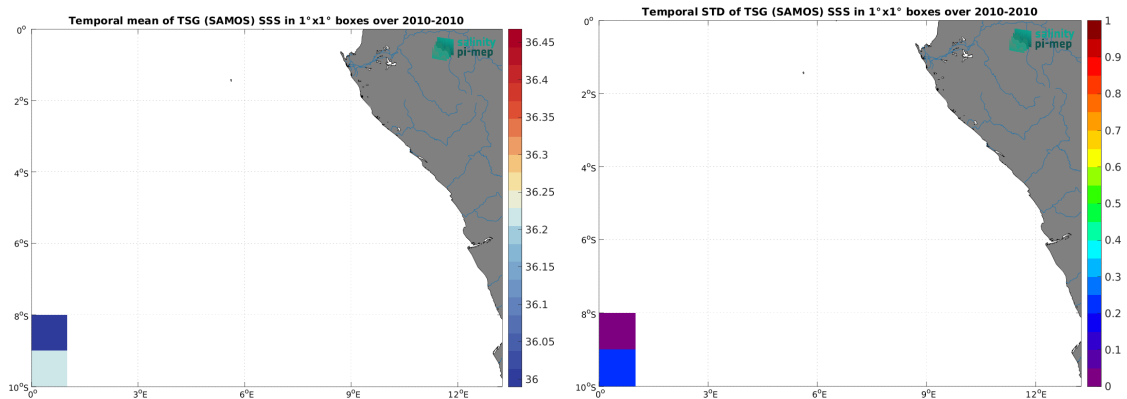 Temporal mean of TSG (SAMOS) SSS in 1°x1° boxes over 2010-2010
0°
2°S
4°S
6°S
8°S
10°S
0°
3°E
6°E
9°E
12°E
salinity
pi-mep
36.45
36.4
36.35
36.3
36.25
36.2
36.15
36.1
36.05
36
Temporal STD of TSG (SAMOS) SSS in 1°x1° boxes over 2010-2010
0°
2°S
4°S
6°S
8°S
10°S
0°
3°E
6°E
9°E
12°E
salinity
pi-mep
1
0.9
0.8
0.7
0.6
0.5
0.4
0.3
0.2
0.1
0